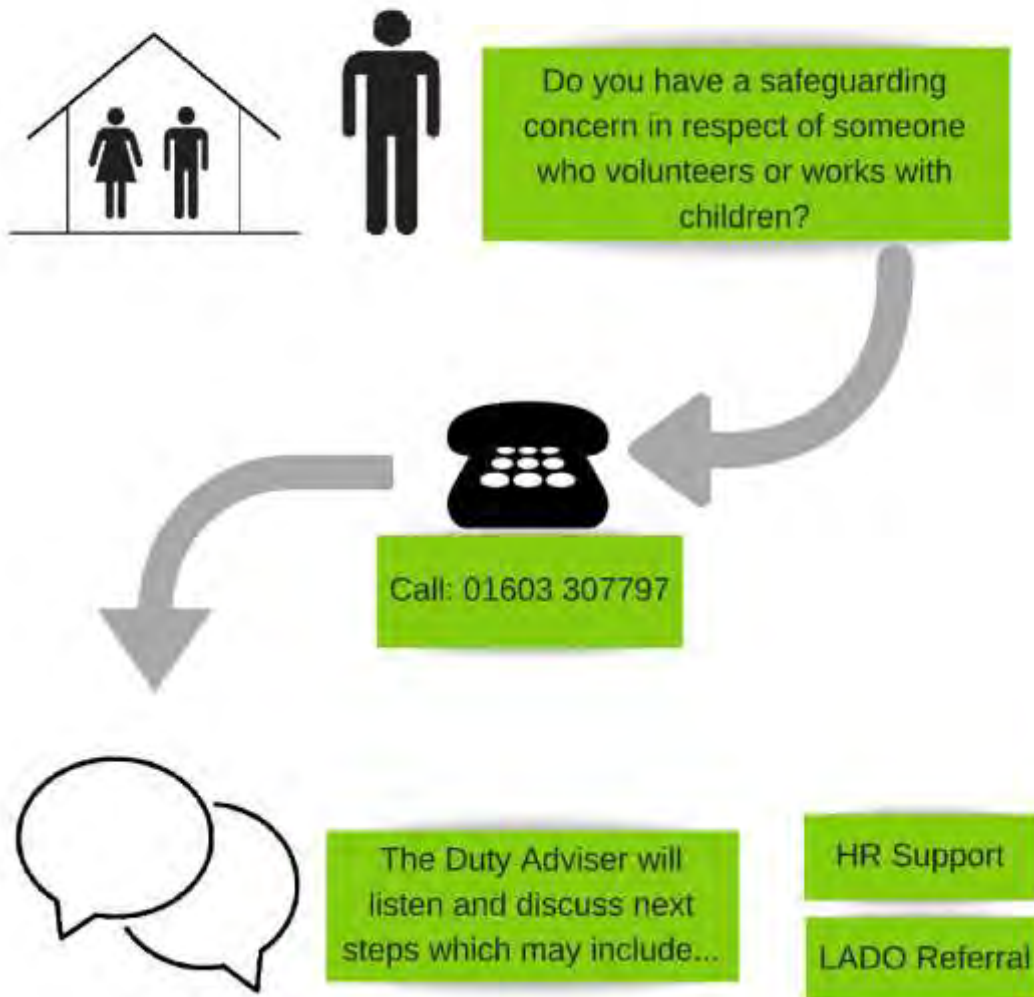 Do you have a safeguarding
concern in respect of someone
who volunteers or works with
children?
Call: 01603 307797
The Duty Adviser will
listen and discuss next
steps which may include...
HR Support
LADO Referral